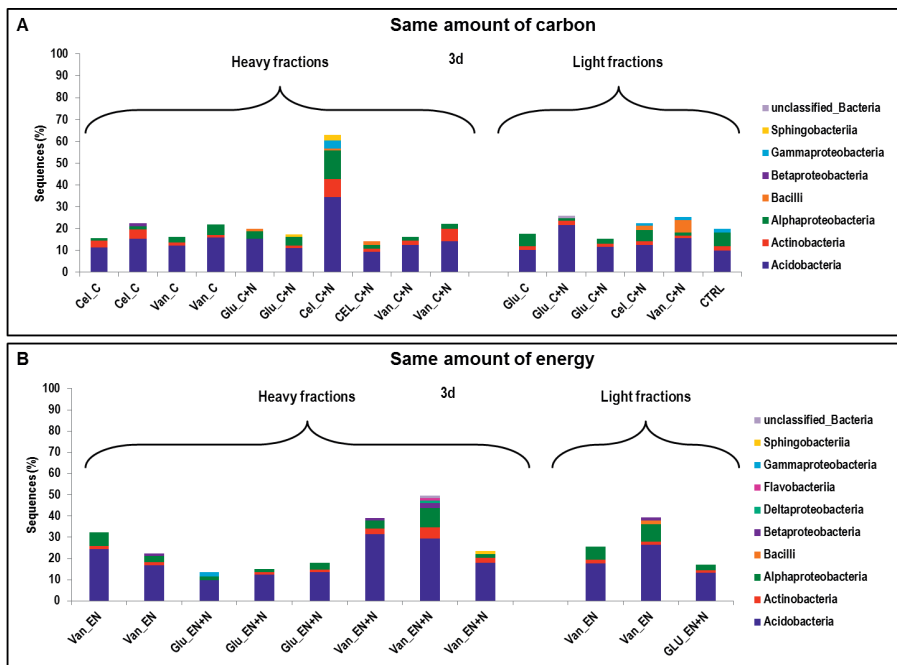 A
Same amount of carbon
3d
Heavy fractions
Light fractions
Sequences (%)
100
90
80
70
60
50
40
30
20
10
0
Cel_C
Cel_C
Van_C
Van_C
Glu_C+N
Glu_C+N
Cel_C+N
CEL_C+N
Van_C+N
Van_C+N
Glu_C
Glu_C+N
Glu_C+N
Cel_C+N
Van_C+N
CTRL
unclassified_Bacteria
Sphingobacteriia
Gammaproteobacteria
Betaproteobacteria
Bacilli
Alphaproteobacteria
Actinobacteria
Acidobacteria
B
Same amount of energy
3d
Heavy fractions
Light fractions
Sequences (%)
100
90
80
70
60
50
40
30
20
10
0
Van_EN
Van_EN
Glu_EN+N
Glu_EN+N
Glu_EN+N
Van_EN+N
Van_EN+N
Van_EN+N
Van_EN
Van_EN
GLU_EN+N
unclassified_Bacteria
Sphingobacteriia
Gammaproteobacteria
Flavobacteriia
Deltaproteobacteria
Betaproteobacteria
Bacilli
Alphaproteobacteria
Actinobacteria
Acidobacteria